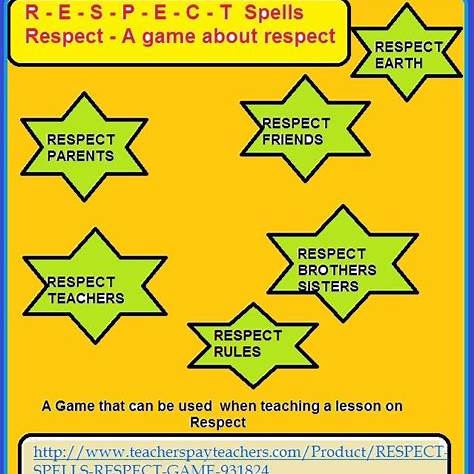 R - E - S - P - E - C - T Spells
Respect - A game about respect
RESPECT
EARTH
RESPECT
PARENTS
RESPECT
FRIENDS
RESPECT
TEACHERS
RESPECT
BROTHERS
SISTERS
RESPECT
RULES
A Game that can be used when teaching a lesson on
Respect
http://www.teacherspayteachers.com/Product/RESPECT-
SPELLS-RESPECT-GAME-931824